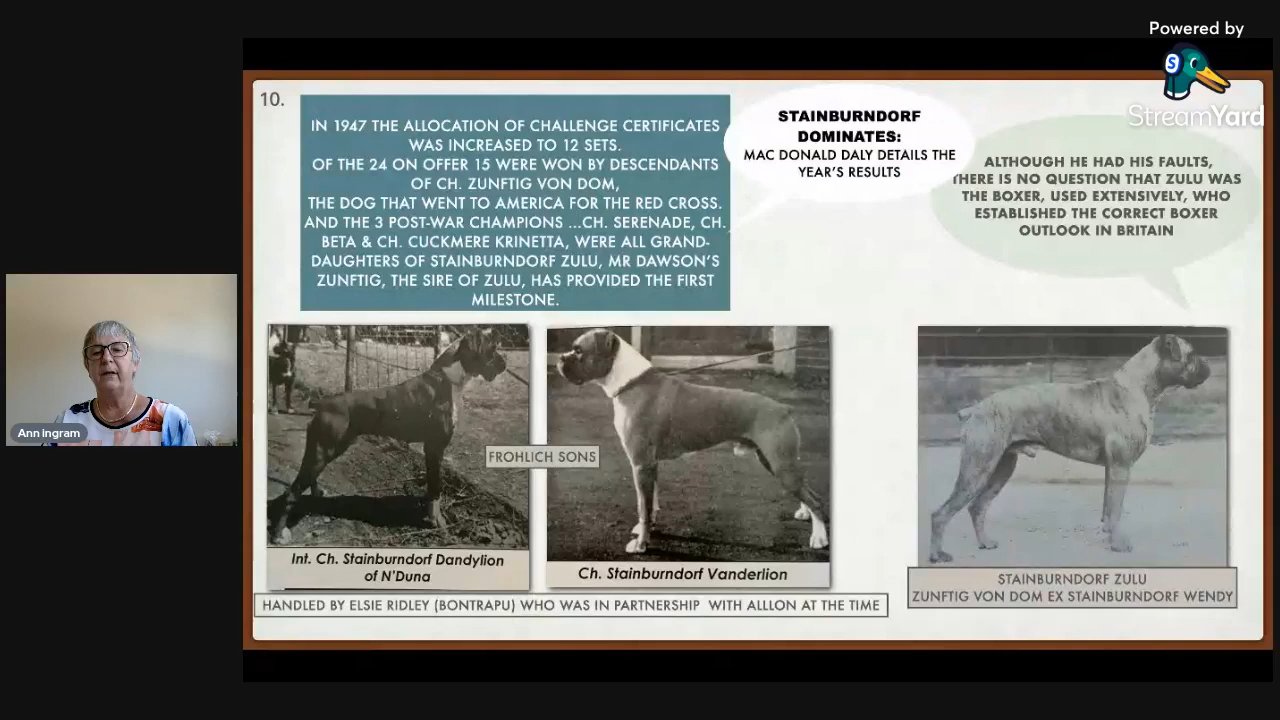 Powered by
StreamYard
10.
IN 1947 THE ALLOCATION OF CHALLENGE CERTIFICATES
WAS INCREASED TO 12 SETS.
OF THE 24 ON OFFER 15 WERE WON BY DESCENDANTS
OF CH. ZUNFTIG VON DOM,
THE DOG THAT WENT TO AMERICA FOR THE RED CROSS.
AND THE 3 POST-WAR CHAMPIONS ...CH. SERENADE, CH.
BETA & CH. CUCKMERE KRINETTA, WERE ALL GRAND-
DAUGHTERS OF STAINBURNDORF ZULU, MR DAWSON'S
ZUNFTIG, THE SIRE OF ZULU, HAS PROVIDED THE FIRST
MILESTONE.
STAINBURNDORF
DOMINATES:
MAC DONALD DALY DETAILS THE
YEAR'S RESULTS
ALTHOUGH HE HAD HIS FAULTS,
THERE IS NO QUESTION THAT ZULU WAS
THE BOXER, USED EXTENSIVELY, WHO
ESTABLISHED THE CORRECT BOXER
OUTLOOK IN BRITAIN
Ann Ingram
FROHLICH SONS
Int. Ch. Stainburndorf Dandylion
of N'Duna
Ch. Stainburndorf Vanderlion
STAINBURNDORF ZULU
ZUNFTIG VON DOM EX STAINBURNDORF WENDY
HANDLED BY ELSIE RIDLEY (BONTRAPU) WHO WAS IN PARTNERSHIP WITH ALLLON AT THE TIME